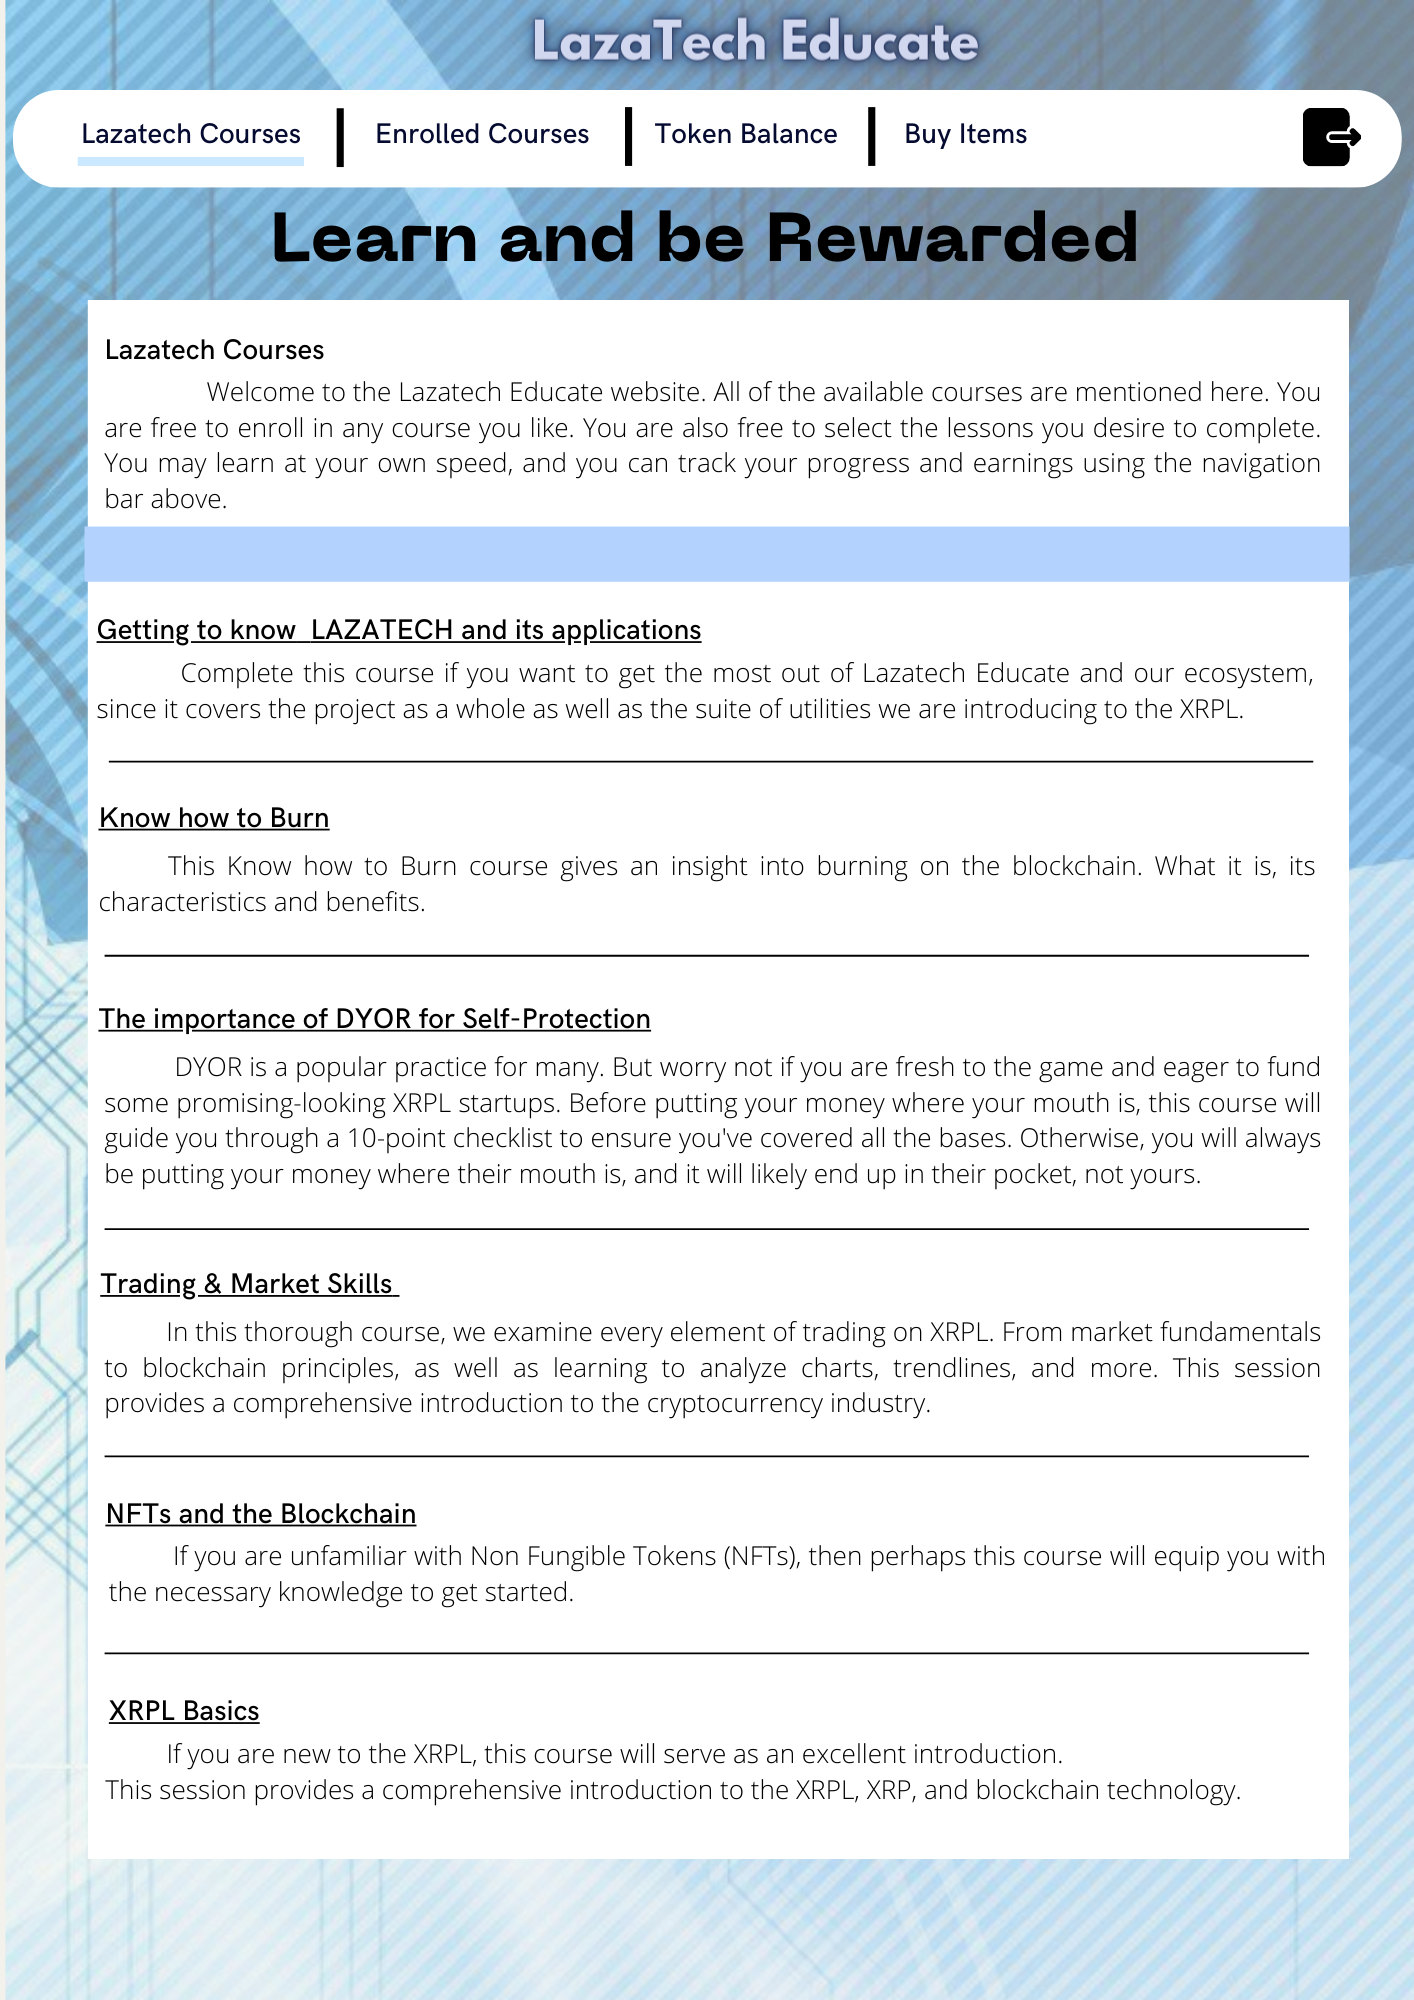 LazaTech Educate
Lazatech Courses
Enrolled Courses
Token Balance
Buy Items
Learn and be Rewarded
Lazatech Courses
Welcome to the Lazatech Educate website. All of the available courses are mentioned here. You
are free to enroll in any course you like. You are also free to select the lessons you desire to complete.
You may learn at your own speed, and you can track your progress and earnings using the navigation
bar above.
Getting to know LAZATECH and its applications
Complete this course if you want to get the most out of Lazatech Educate and our ecosystem,
since it covers the project as a whole as well as the suite of utilities we are introducing to the XRPL.
Know how to Burn
This Know how to Burn course gives an insight into burning on the blockchain. What it is, its
characteristics and benefits.
The importance of DYOR for Self-Protection
DYOR is a popular practice for many. But worry not if you are fresh to the game and eager to fund
some promising-looking XRPL startups. Before putting your money where your mouth is, this course will
guide you through a 10-point checklist to ensure you've covered all the bases. Otherwise, you will always
be putting your money where their mouth is, and it will likely end up in their pocket, not yours.
Trading & Market Skills
In this thorough course, we examine every element of trading on XRPL. From market fundamentals
to blockchain principles, as well as learning to analyze charts, trendlines, and more. This session
provides a comprehensive introduction to the cryptocurrency industry.
NFTs and the Blockchain
If you are unfamiliar with Non Fungible Tokens (NFTs), then perhaps this course will equip you with
the necessary knowledge to get started.
XRPL Basics
If you are new to the XRPL, this course will serve as an excellent introduction.
This session provides a comprehensive introduction to the XRPL, XRP, and blockchain technology.